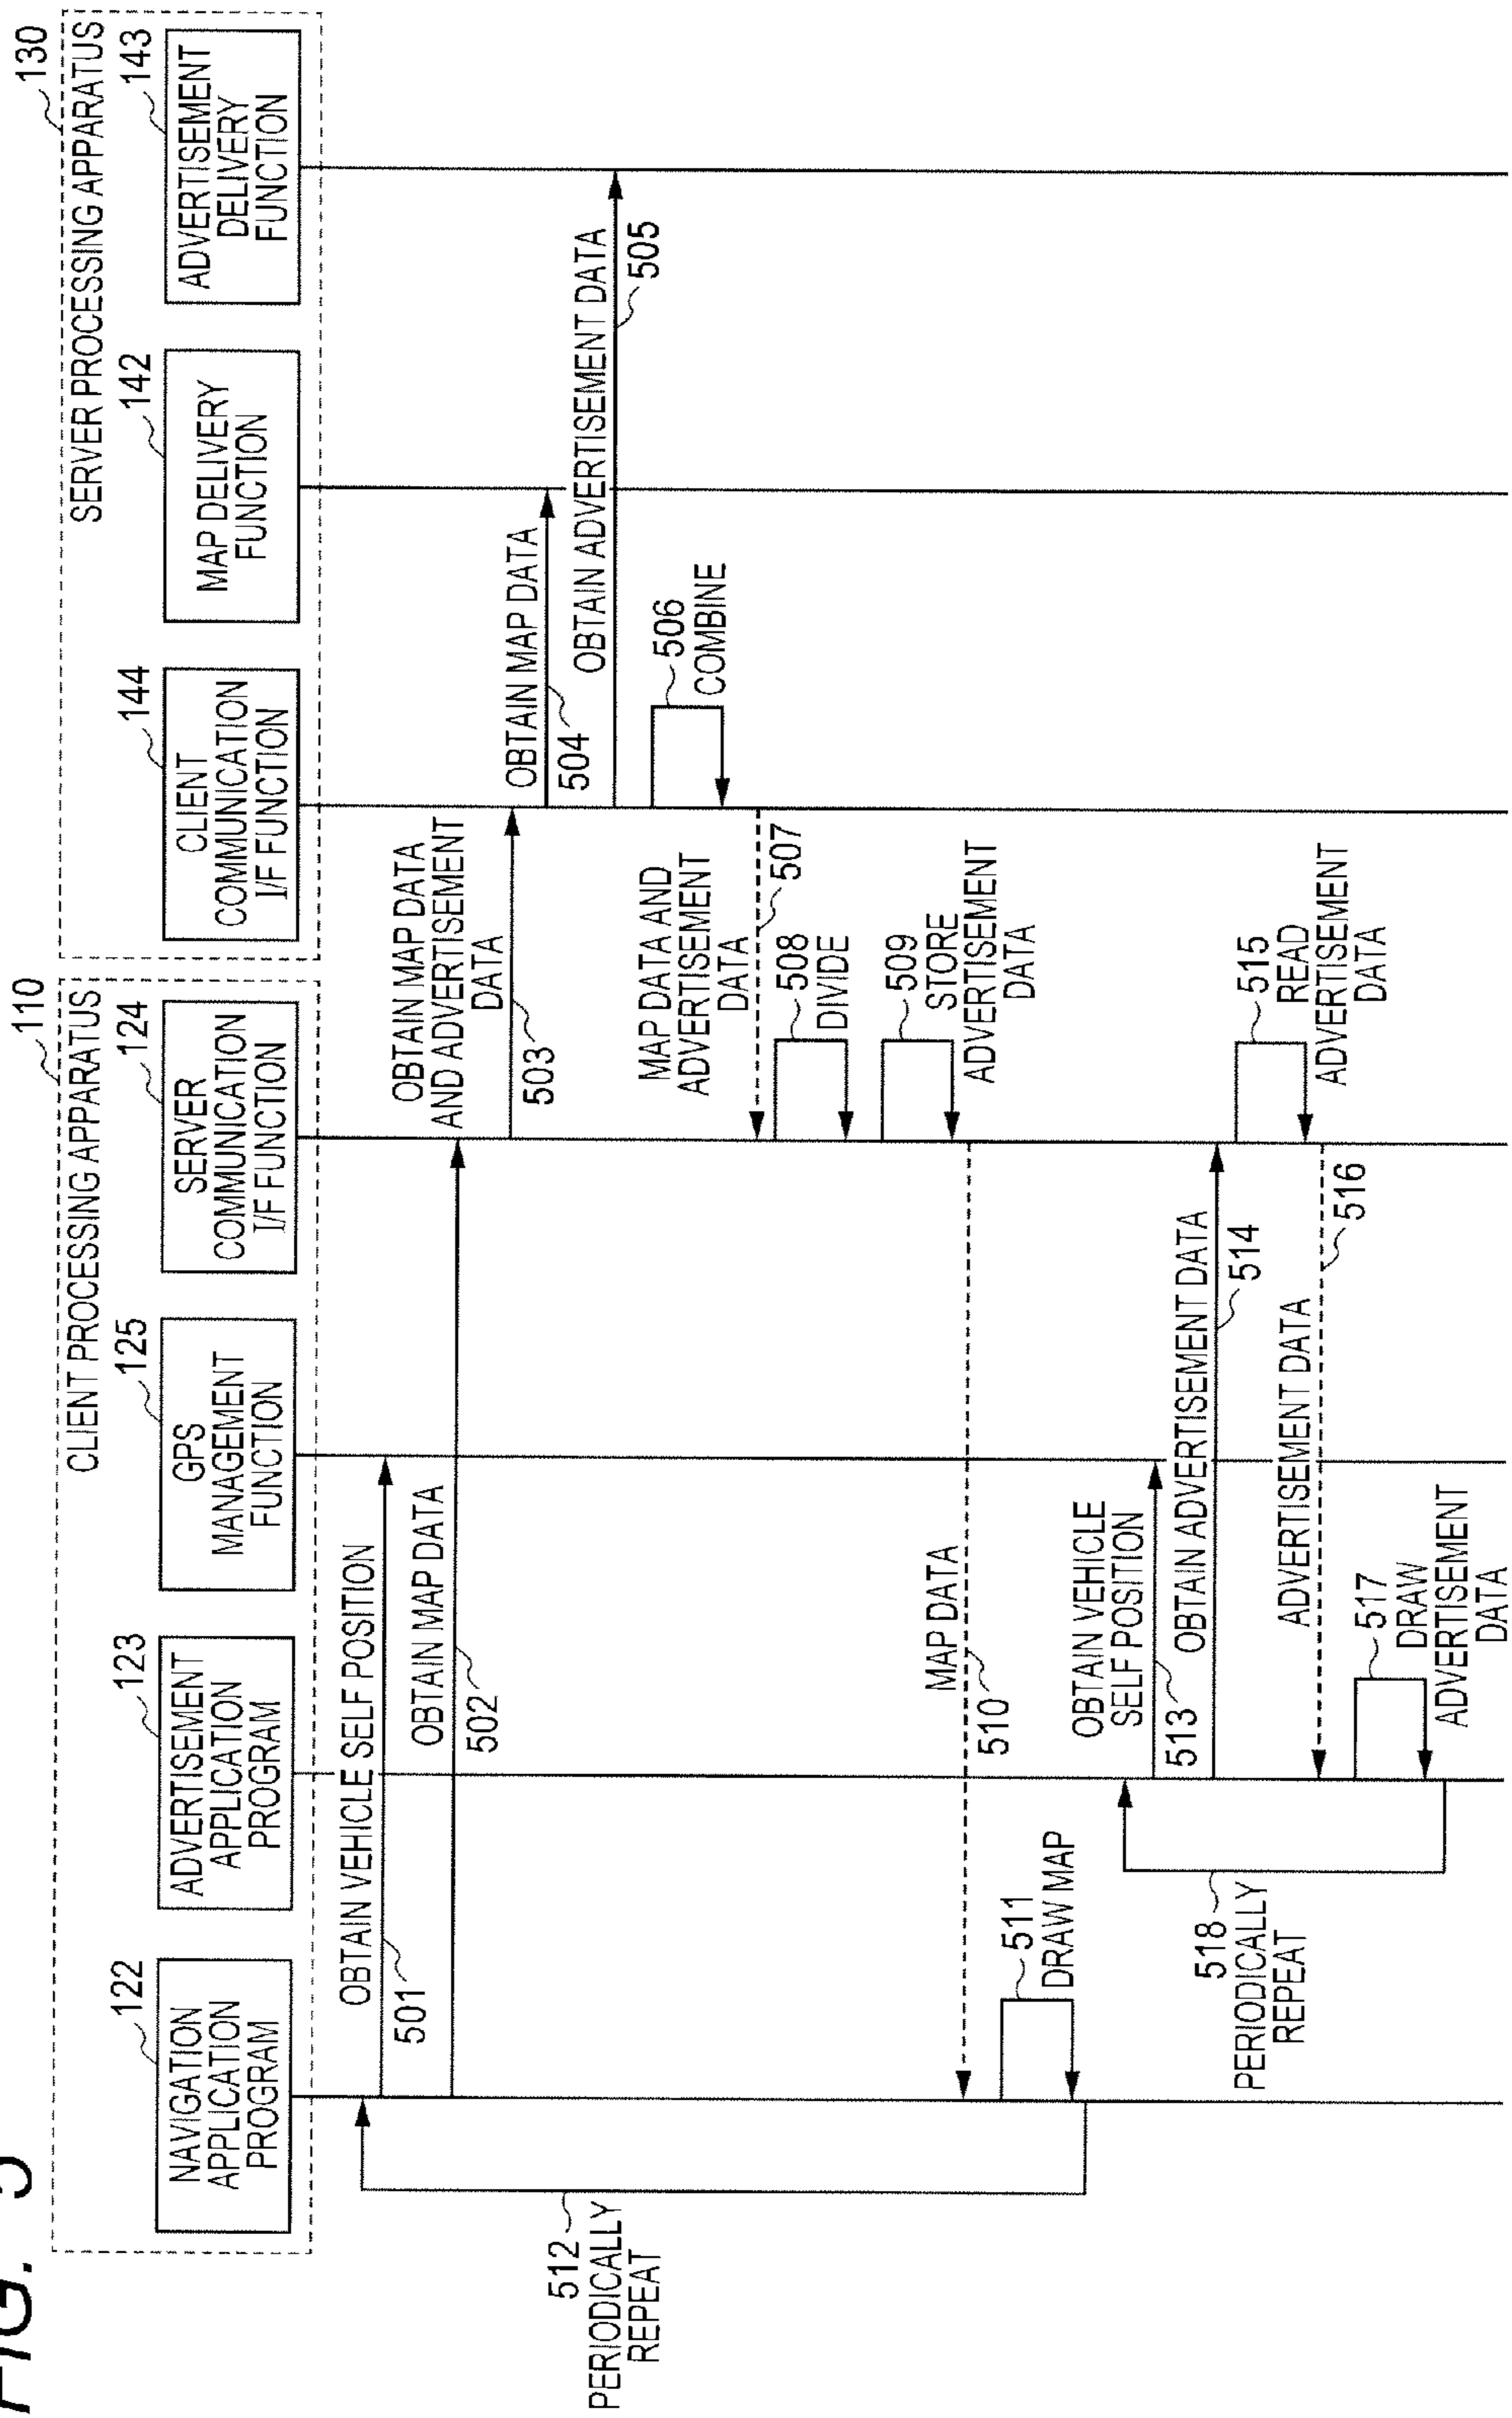 FIG. 5
CLIENT PROCESSING APPARATUS
110
SERVER PROCESSING APPARATUS
130
122
NAVIGATION
APPLICATION
PROGRAM
123
ADVERTISEMENT
APPLICATION
PROGRAM
125
GPS
MANAGEMENT
FUNCTION
124
SERVER
COMMUNICATION
I/F FUNCTION
144
CLIENT
COMMUNICATION
I/F FUNCTION
142
MAP DELIVERY
FUNCTION
143
ADVERTISEMENT
DELIVERY
FUNCTION
OBTAIN VEHICLE SELF POSITION
501
OBTAIN MAP DATA
502
OBTAIN MAP DATA
AND ADVERTISEMENT
DATA
503
OBTAIN MAP DATA
504
OBTAIN ADVERTISEMENT DATA
505
506
COMBINE
MAP DATA AND
ADVERTISEMENT
DATA
507
508
DIVIDE
509
STORE
ADVERTISEMENT
DATA
MAP DATA
510
511
DRAW MAP
512
PERIODICALLY
REPEAT
OBTAIN VEHICLE
SELF POSITION
513
OBTAIN ADVERTISEMENT DATA
514
515
READ
ADVERTISEMENT
DATA
ADVERTISEMENT DATA
516
517
DRAW
ADVERTISEMENT
DATA
518
PERIODICALLY
REPEAT